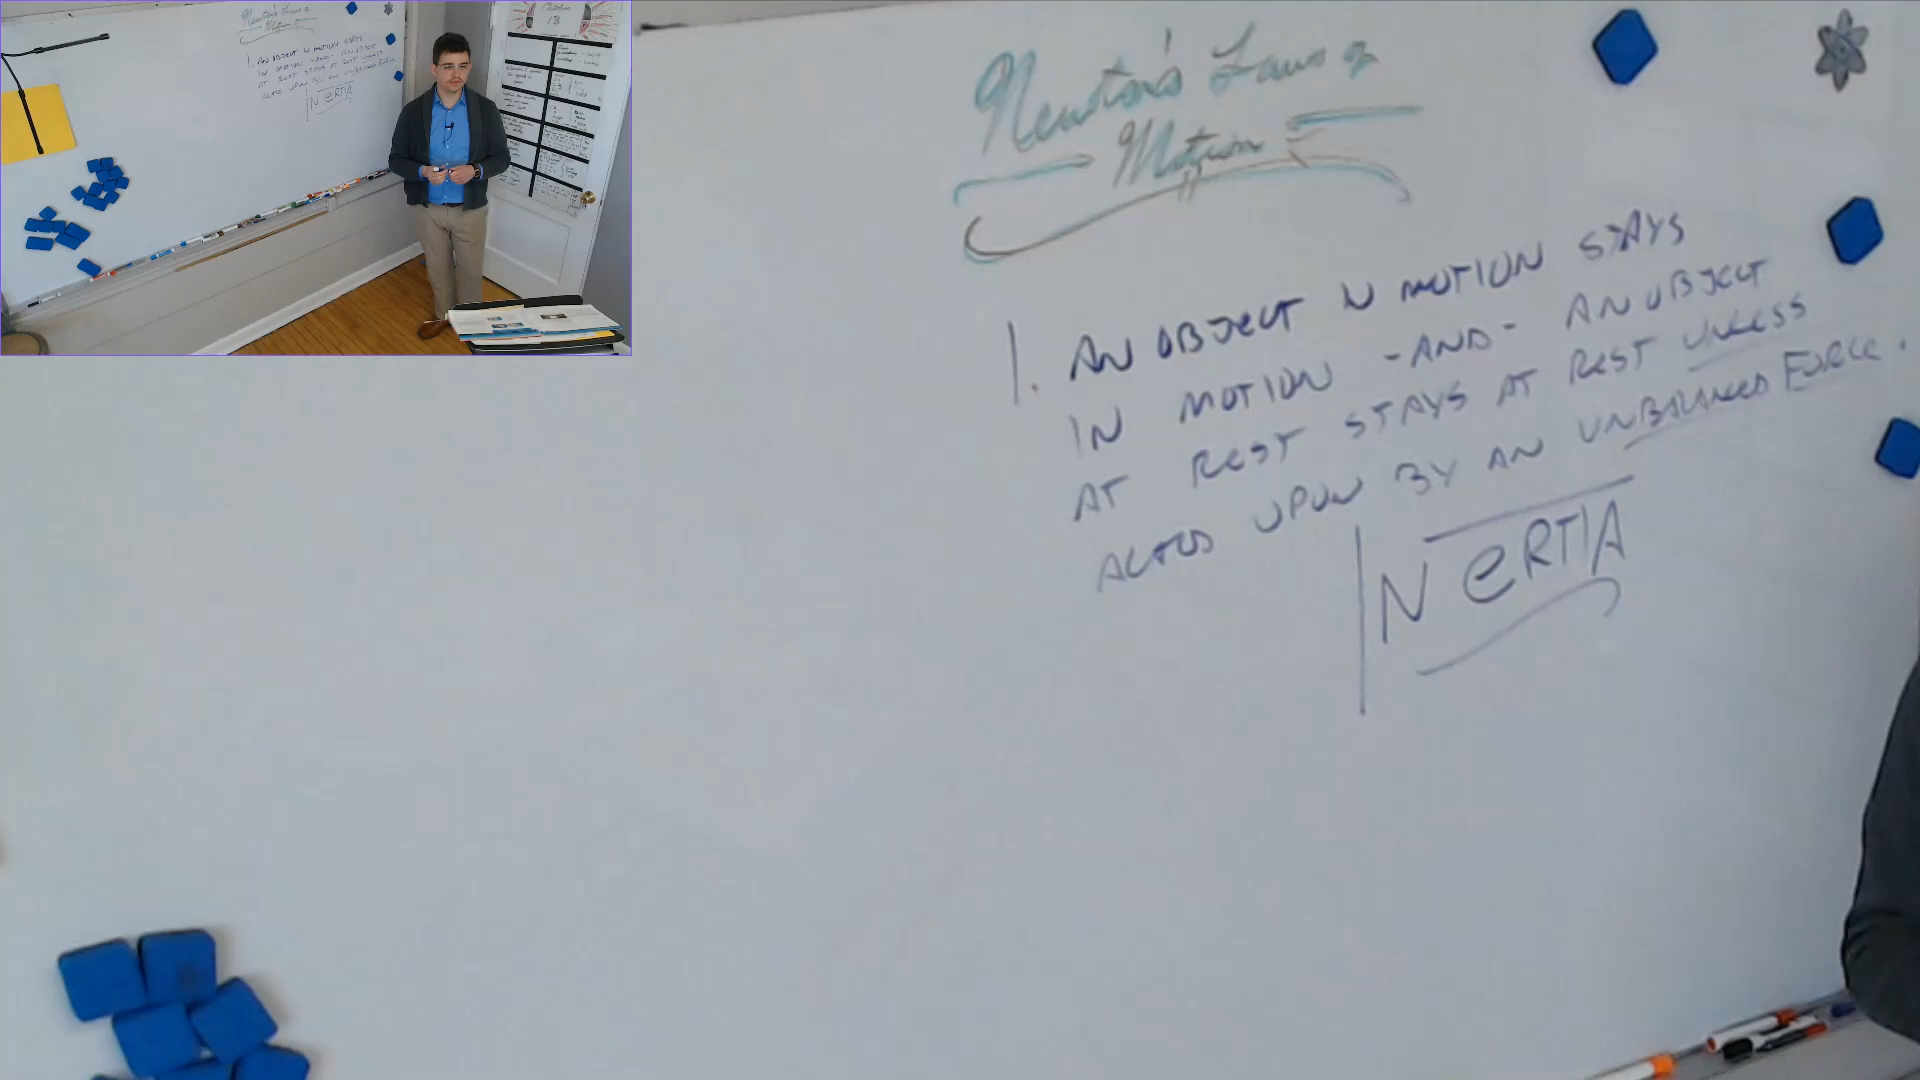 Newton's Laws of
Motion
1. AN OBJECT IN MOTION STAYS
IN MOTION -AND- AN OBJECT
AT REST STAYS AT REST UNLESS
ACTED UPON BY AN UNBALANCED FORCE.
INERTIA